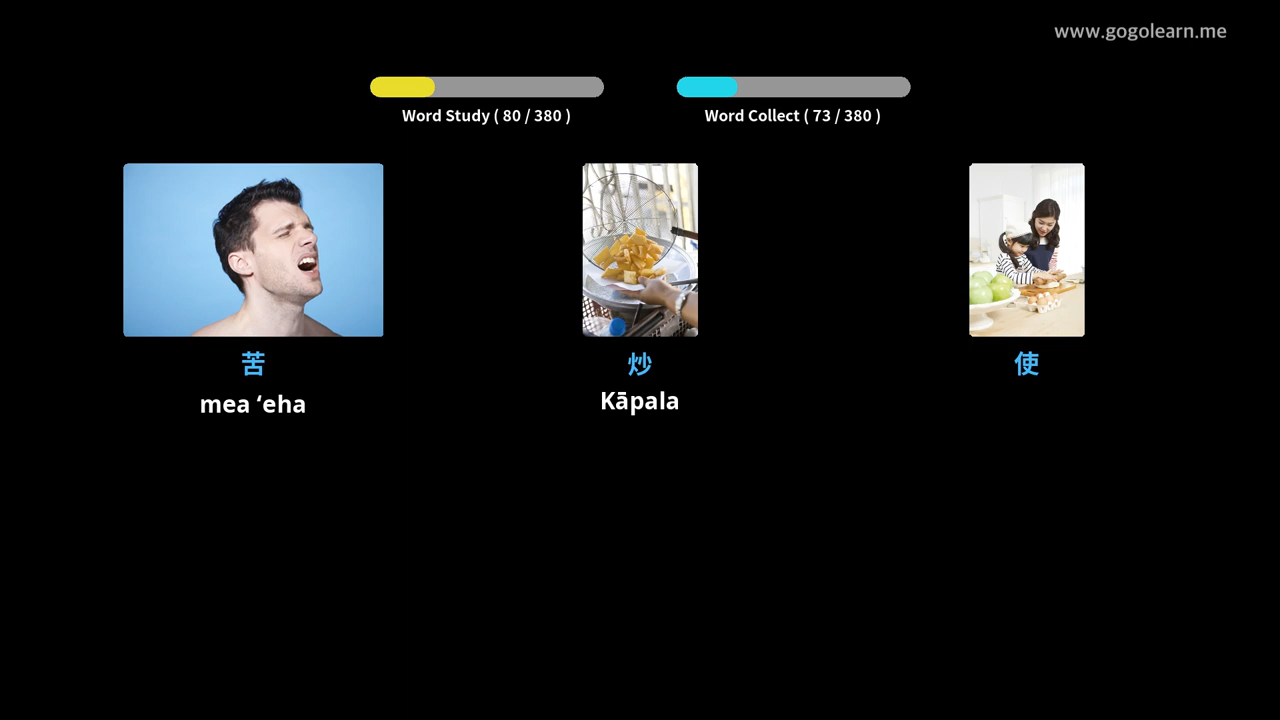 www.gogolearn.me
Word Study ( 80 / 380 )
Word Collect ( 73 / 380 )
苦
炒
使
mea ʻeha
Kāpala